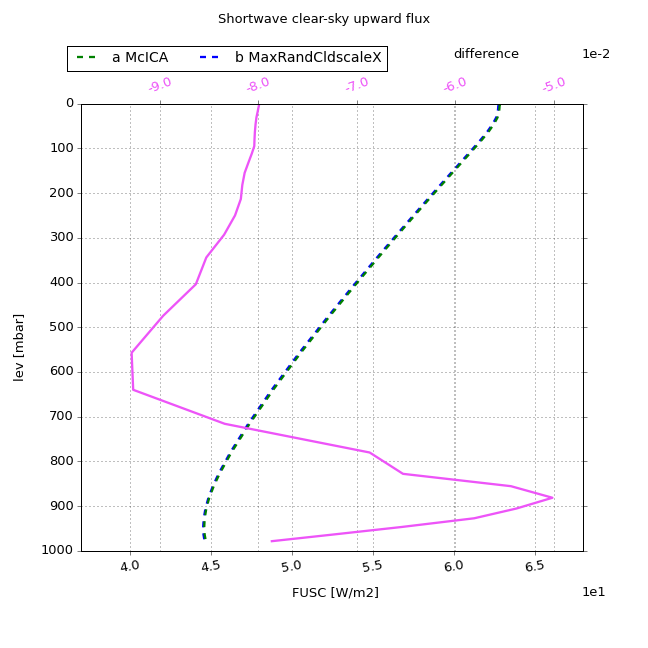 Shortwave clear-sky upward flux
a McICA b MaxRandCldscaleX difference 1e-2
-9.0 -8.0 -7.0 -6.0 -5.0
0
100
200
300
400
500
600
700
800
900
1000
lev [mbar]
4.0 4.5 5.0 5.5 6.0 6.5
FUSC [W/m2] 1e1